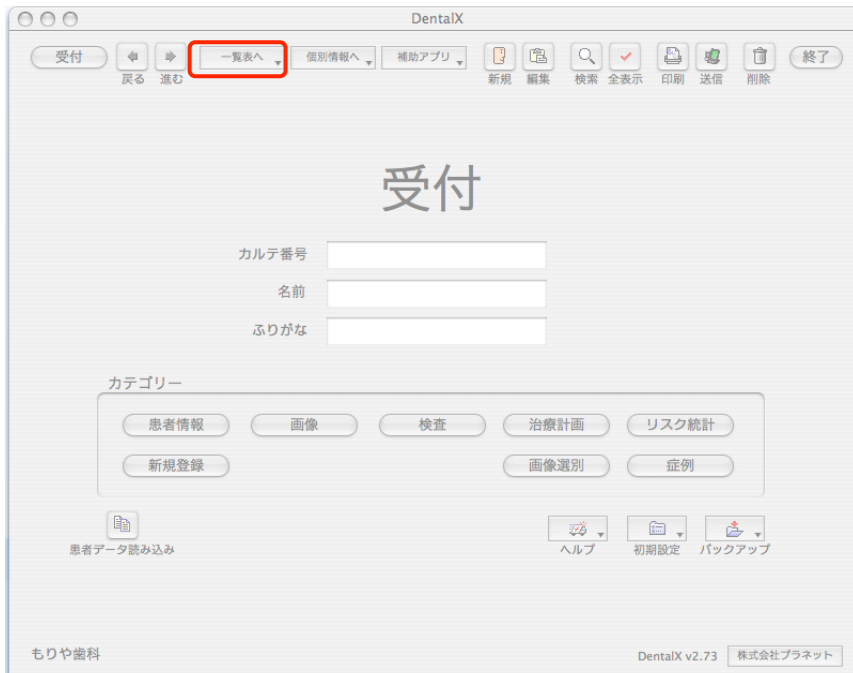 DentalX
受付
戻る
進む
一覧表へ
個別情報へ
補助アプリ
新規
編集
検索
全表示
印刷
送信
削除
終了
受付
カルテ番号
名前
ふりがな
カテゴリー
患者情報
画像
検査
治療計画
リスク統計
新規登録
画像選別
症例
患者データ読み込み
ヘルプ
初期設定
バックアップ
もりや歯科
DentalX v2.73
株式会社プラネット